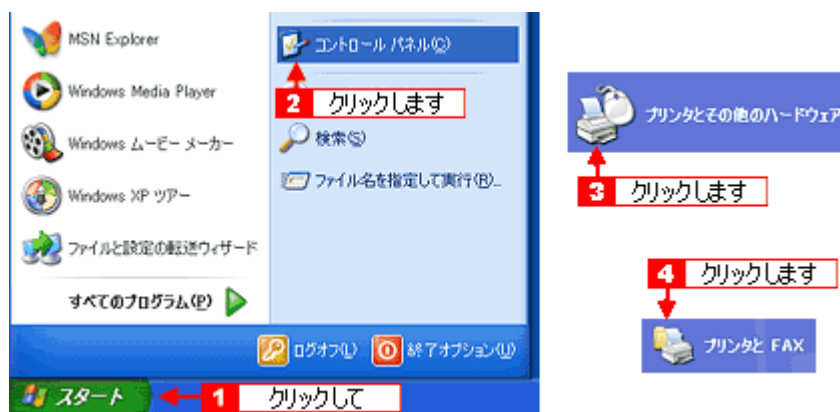 MSN Explorer
Windows Media Player
Windows ムービー メーカー
Windows XP ツアー
ファイルと設定の転送ウィザード
すべてのプログラム(P)
コントロール パネル(C)
2 クリックします
検索(S)
ファイル名を指定して実行(R)...
ログオフ(L)
終了オプション(U)
スタート
1 クリックして
プリンタとその他のハードウェア
3 クリックします
4 クリックします
プリンタと FAX